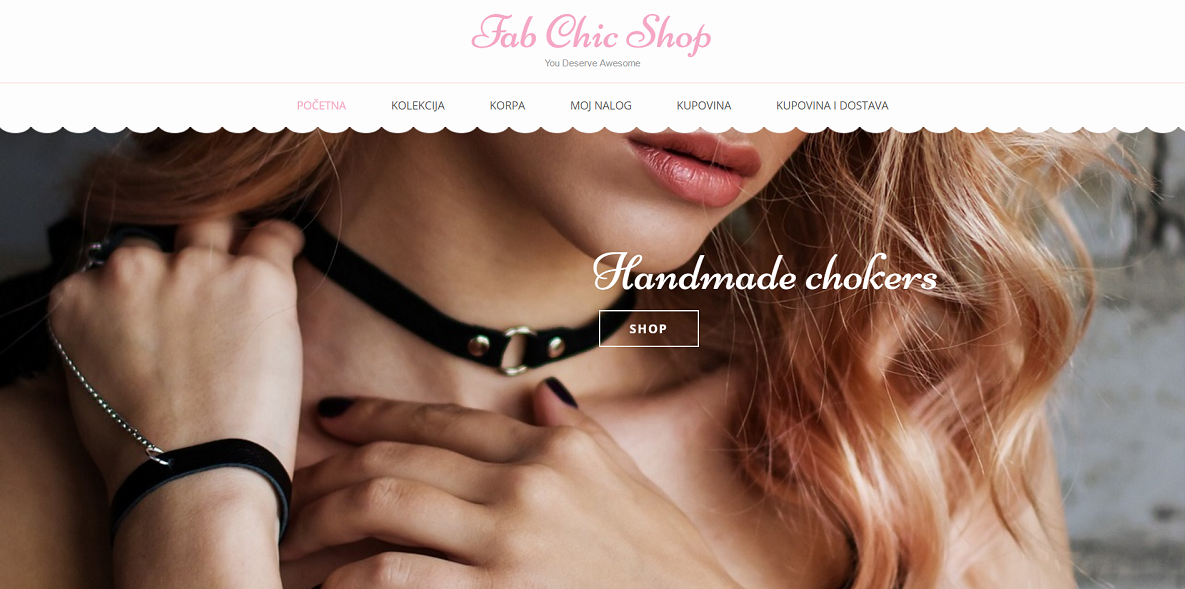 Fab Chic Shop
You Deserve Awesome
POČETNA KOLEKCIJA KORPA MOJ NALOG KUPOVINA KUPOVINA I DOSTAVA
Handmade chokers
SHOP